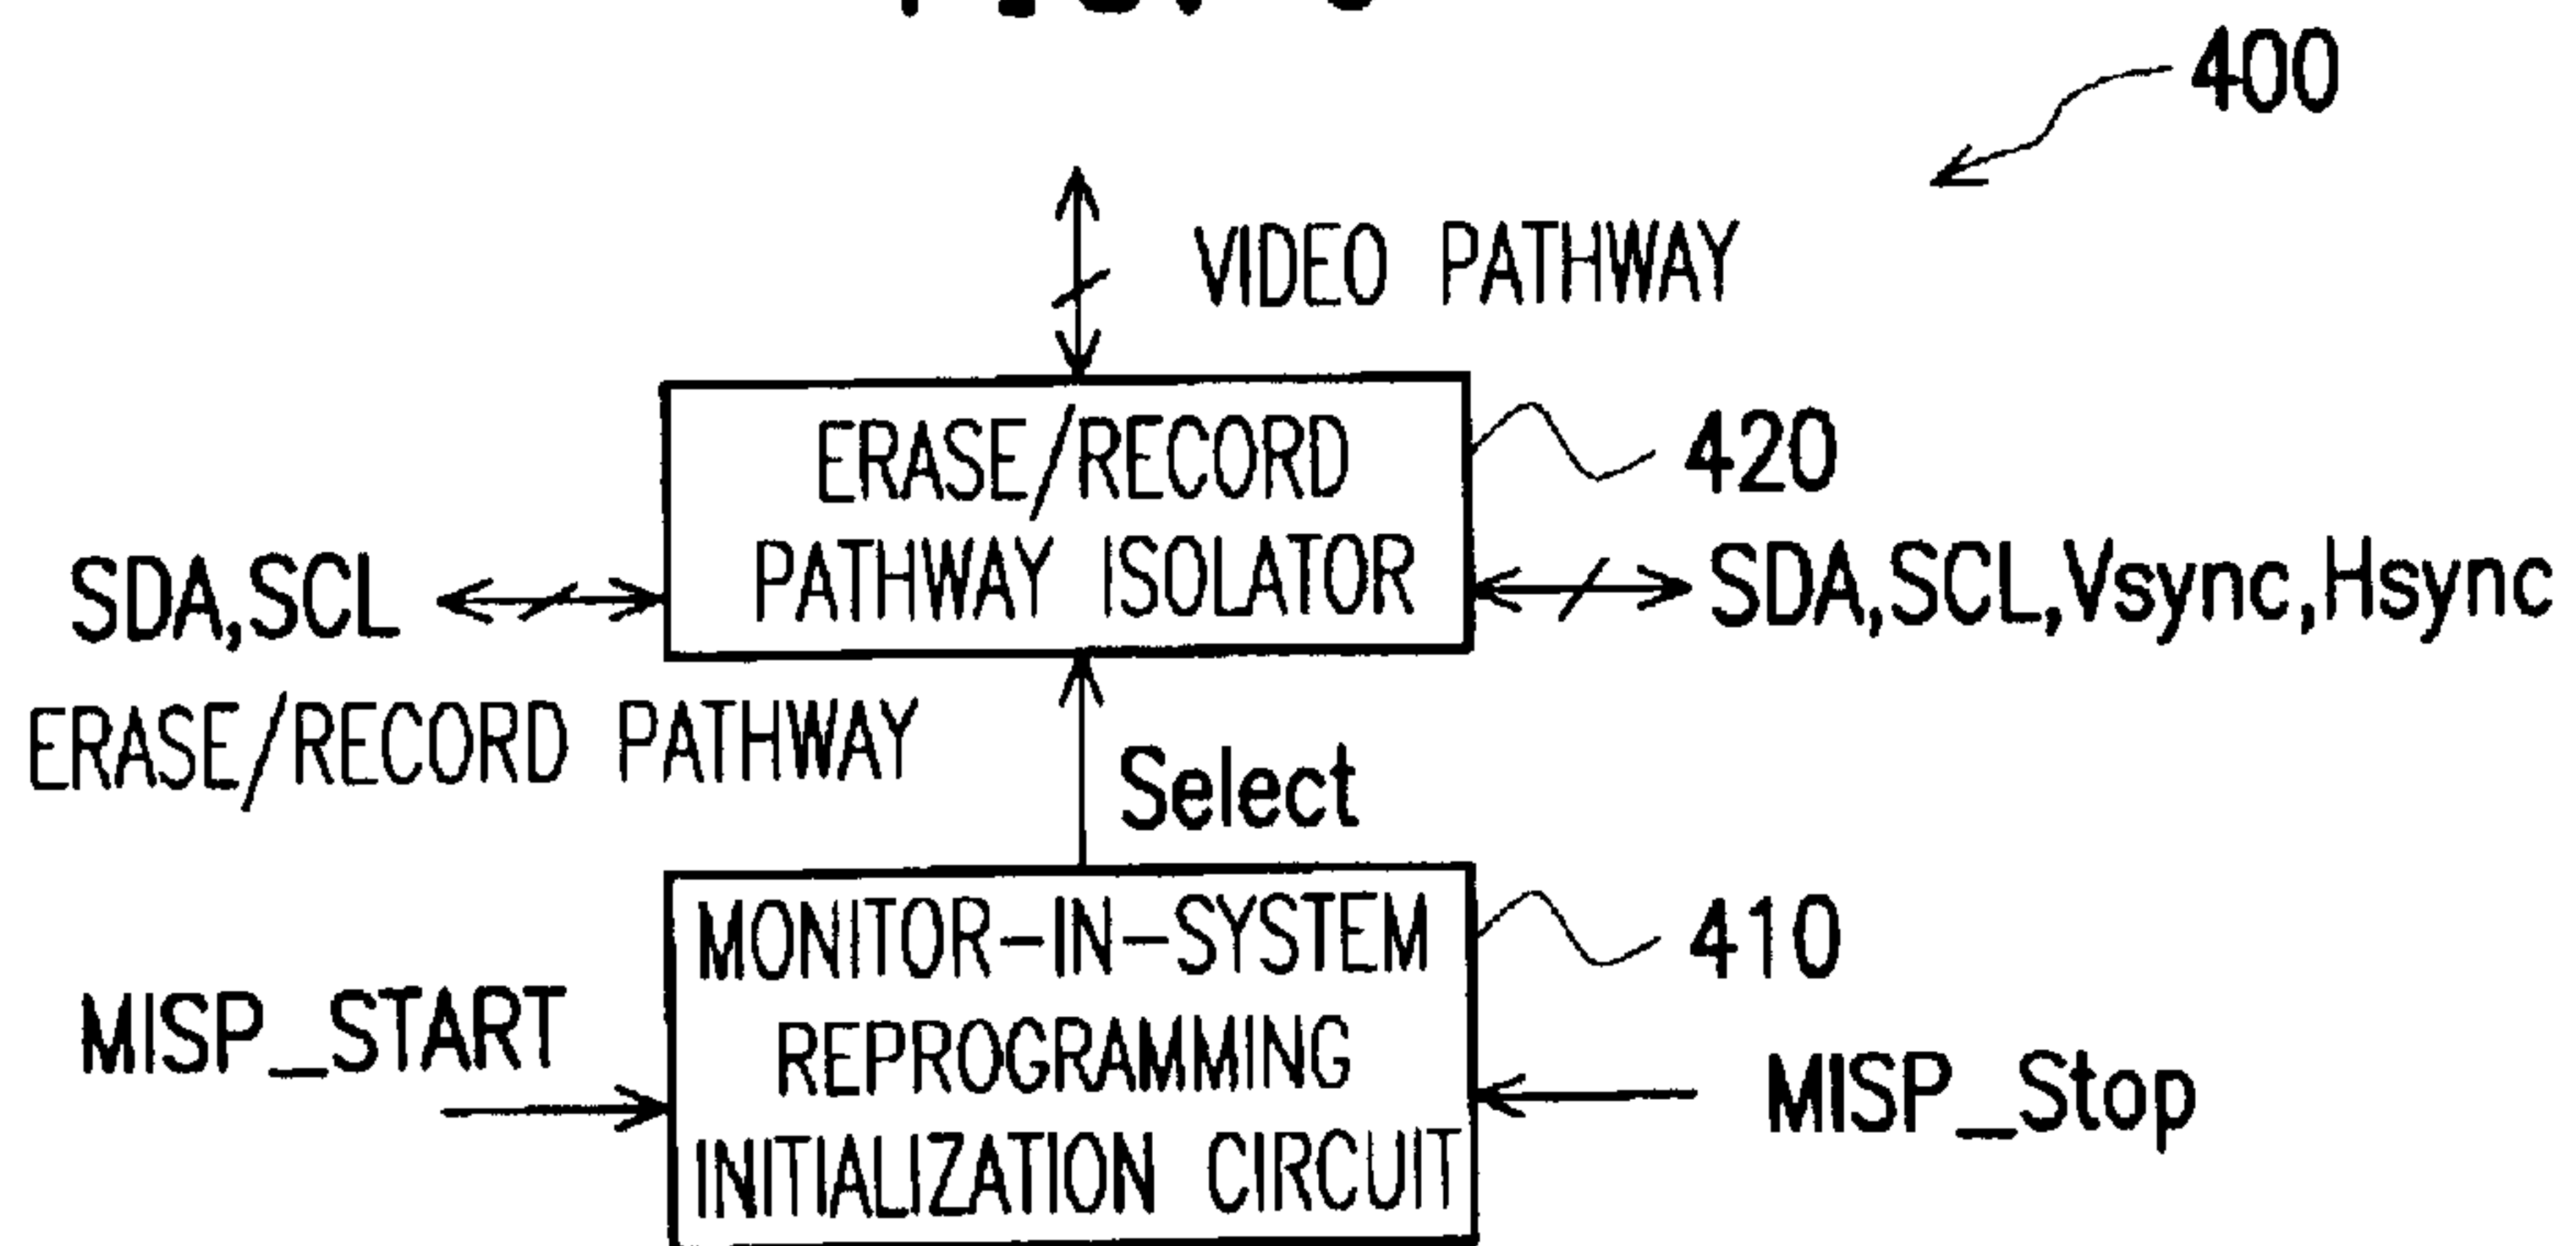 400
VIDEO PATHWAY
ERASE/RECORD
PATHWAY ISOLATOR
420
SDA,SCL
SDA,SCL,Vsync,Hsync
ERASE/RECORD PATHWAY
Select
MONITOR-IN-SYSTEM
REPROGRAMMING
INITIALIZATION CIRCUIT
410
MISP_START
MISP_Stop